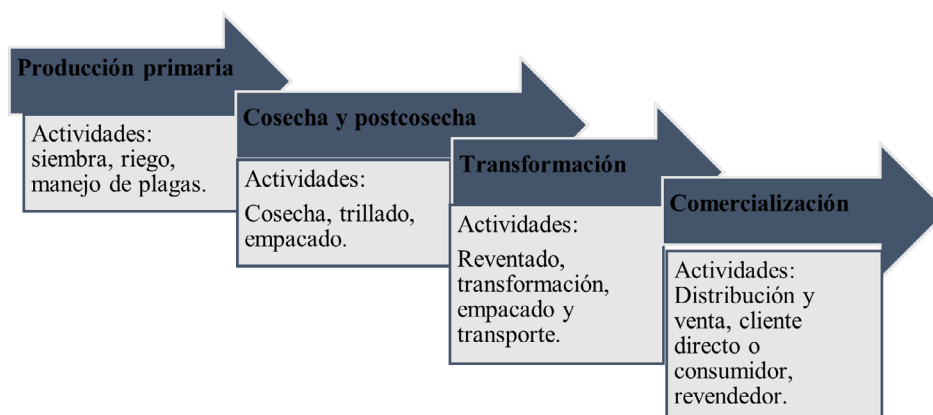 Producción primaria
Actividades:
siembra, riego,
manejo de plagas.
Cosecha y postcosecha
Actividades:
Cosecha, trillado,
empacado.
Transformación
Actividades:
Reventado,
transformación,
empacado y
transporte.
Comercialización
Actividades:
Distribución y
venta, cliente
directo o
consumidor,
revendedor.